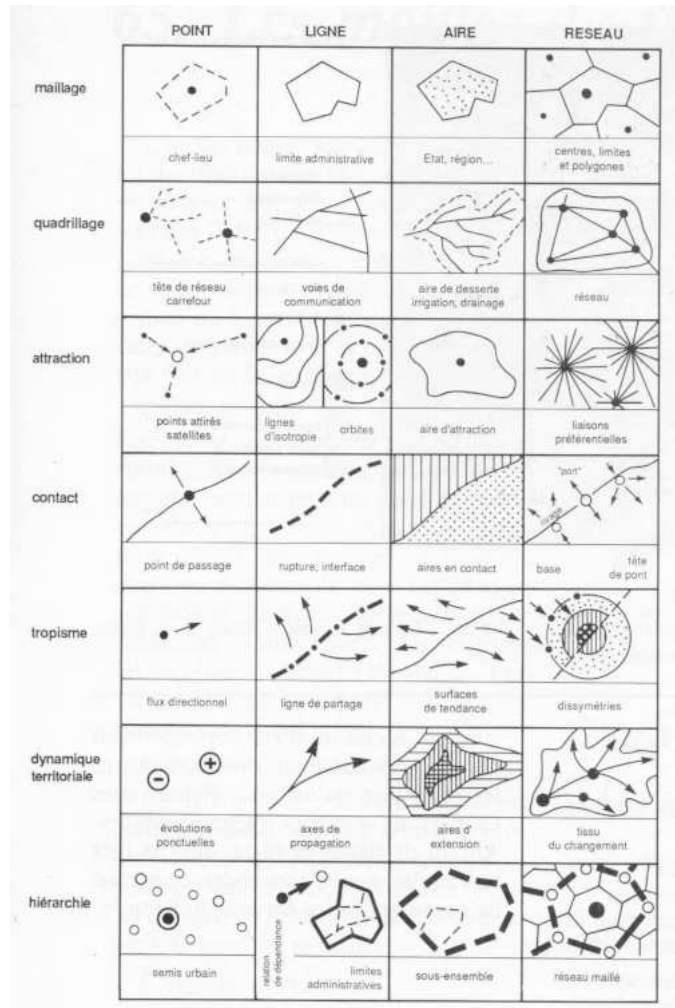 POINT LIGNE AIRE RESEAU
maillage
chef-lieu
limite administrative
Etat, région...
centres, limites
et polygones
quadrillage
tête de réseau
carrefour
voies de
communication
aire de desserte
irrigation, drainage
réseau
attraction
points attirés
satellites
lignes
d'isotropie
orbites
aire d'attraction
liaisons
préférentielles
contact
"port"
rivage
point de passage
rupture, interface
aires en contact
base
tête
de pont
tropisme
flux directionnel
ligne de partage
surfaces
de tendance
dissymétries
dynamique
territoriale
évolutions
ponctuelles
axes de
propagation
aires d'
extension
tissu
du changement
hiérarchie
semis urbain
relation
de dépendance
limites
administratives
sous-ensemble
réseau maillé